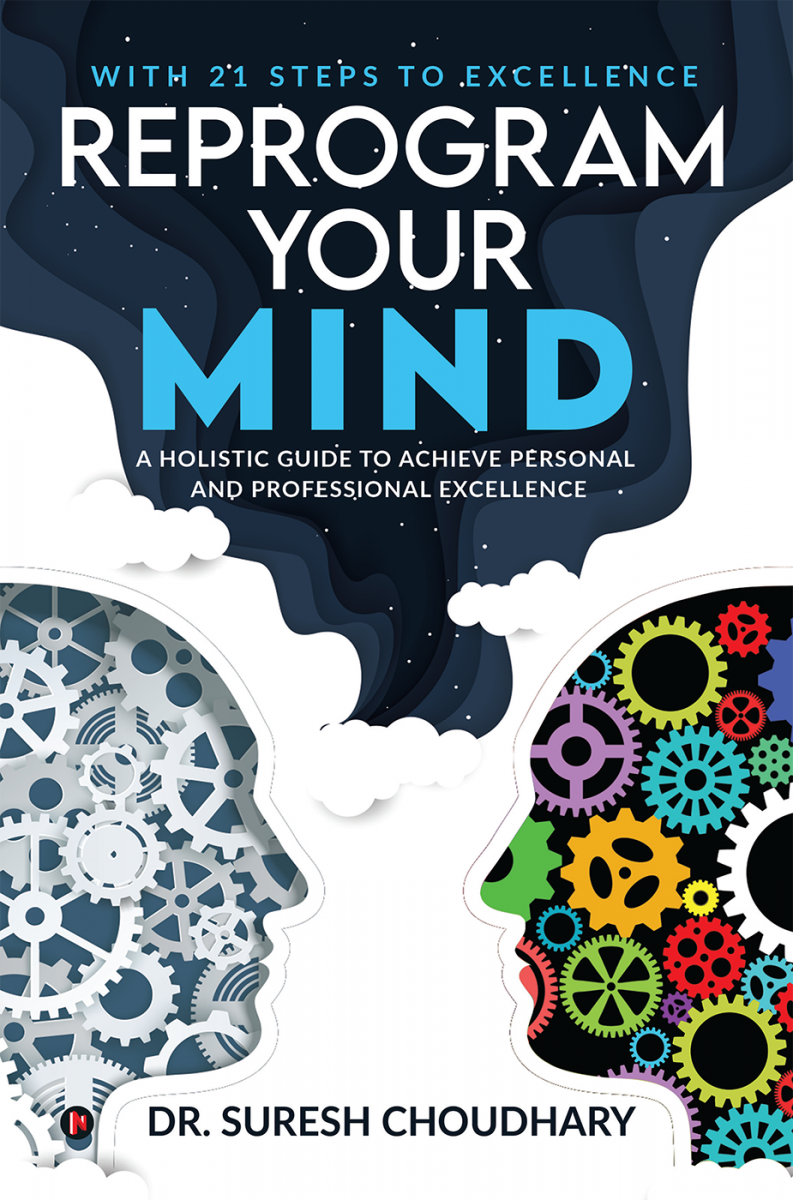 WITH 21 STEPS TO EXCELLENCE
REPROGRAM
YOUR
MIND
A HOLISTIC GUIDE TO ACHIEVE PERSONAL
AND PROFESSIONAL EXCELLENCE
N
DR. SURESH CHOUDHARY